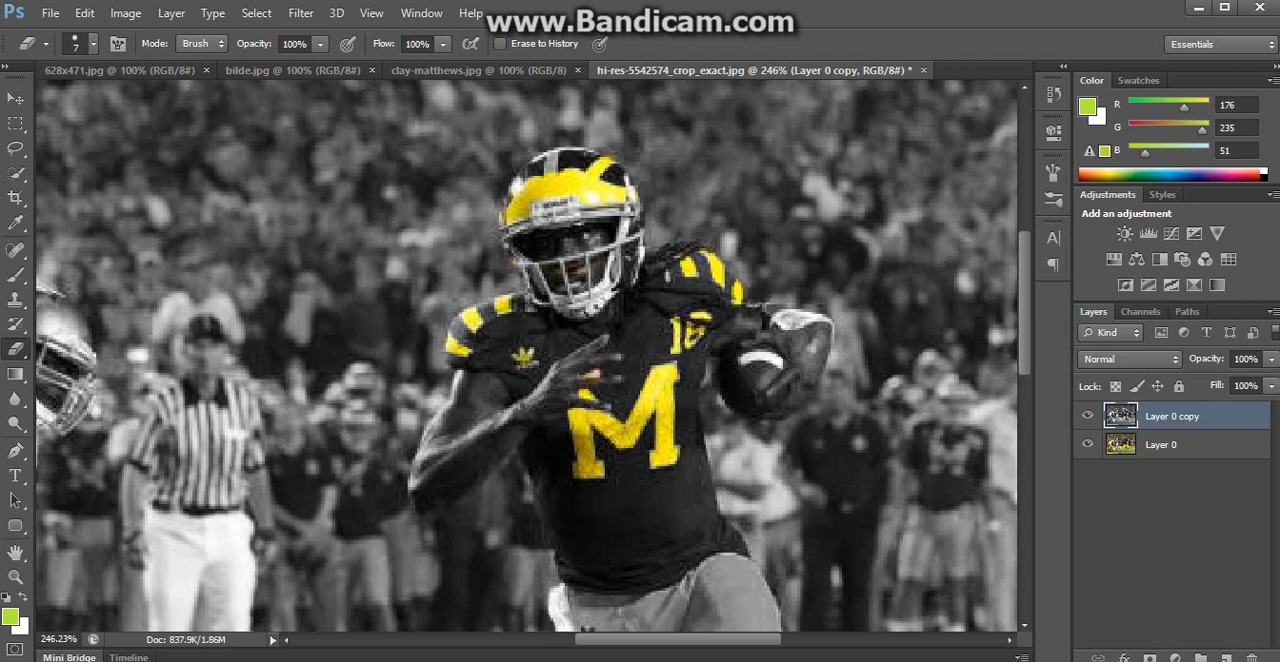 Ps File Edit Image Layer Type Select Filter 3D View Window Help
www.Bandicam.com
7 Mode: Brush Opacity: 100% Flow: 100% Erase to History Essentials
628x471.jpg @ 100% (RGB/8#) × bilde.jpg @ 100% (RGB/8#) × clay-matthews.jpg @ 100% (RGB/8) × hi-res-5542574_crop_exact.jpg @ 246% (Layer 0 copy, RGB/8#) * ×
Color Swatches
R 176
G 235
B 51
Adjustments Styles
Add an adjustment
Layers Channels Paths
Kind
Normal Opacity: 100%
Lock: Fill: 100%
Layer 0 copy
Layer 0
M
246.23% Doc: 837.9K/1.86M
Mini Bridge Timeline